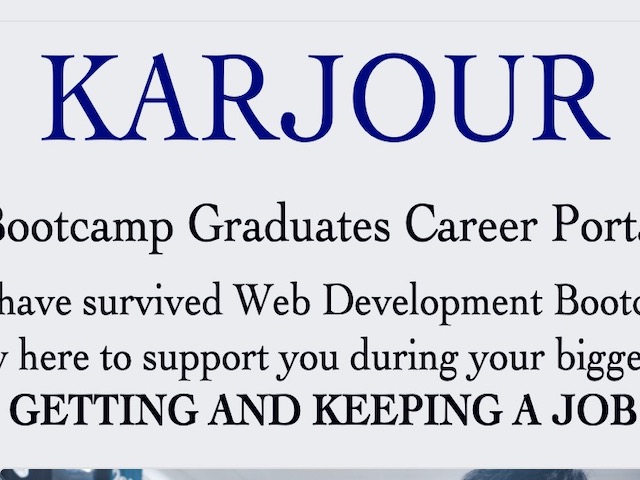 KARJOUR
Bootcamp Graduates Career
have survived Web Development
here to support you during your
GETTING AND KEEPING A JOB